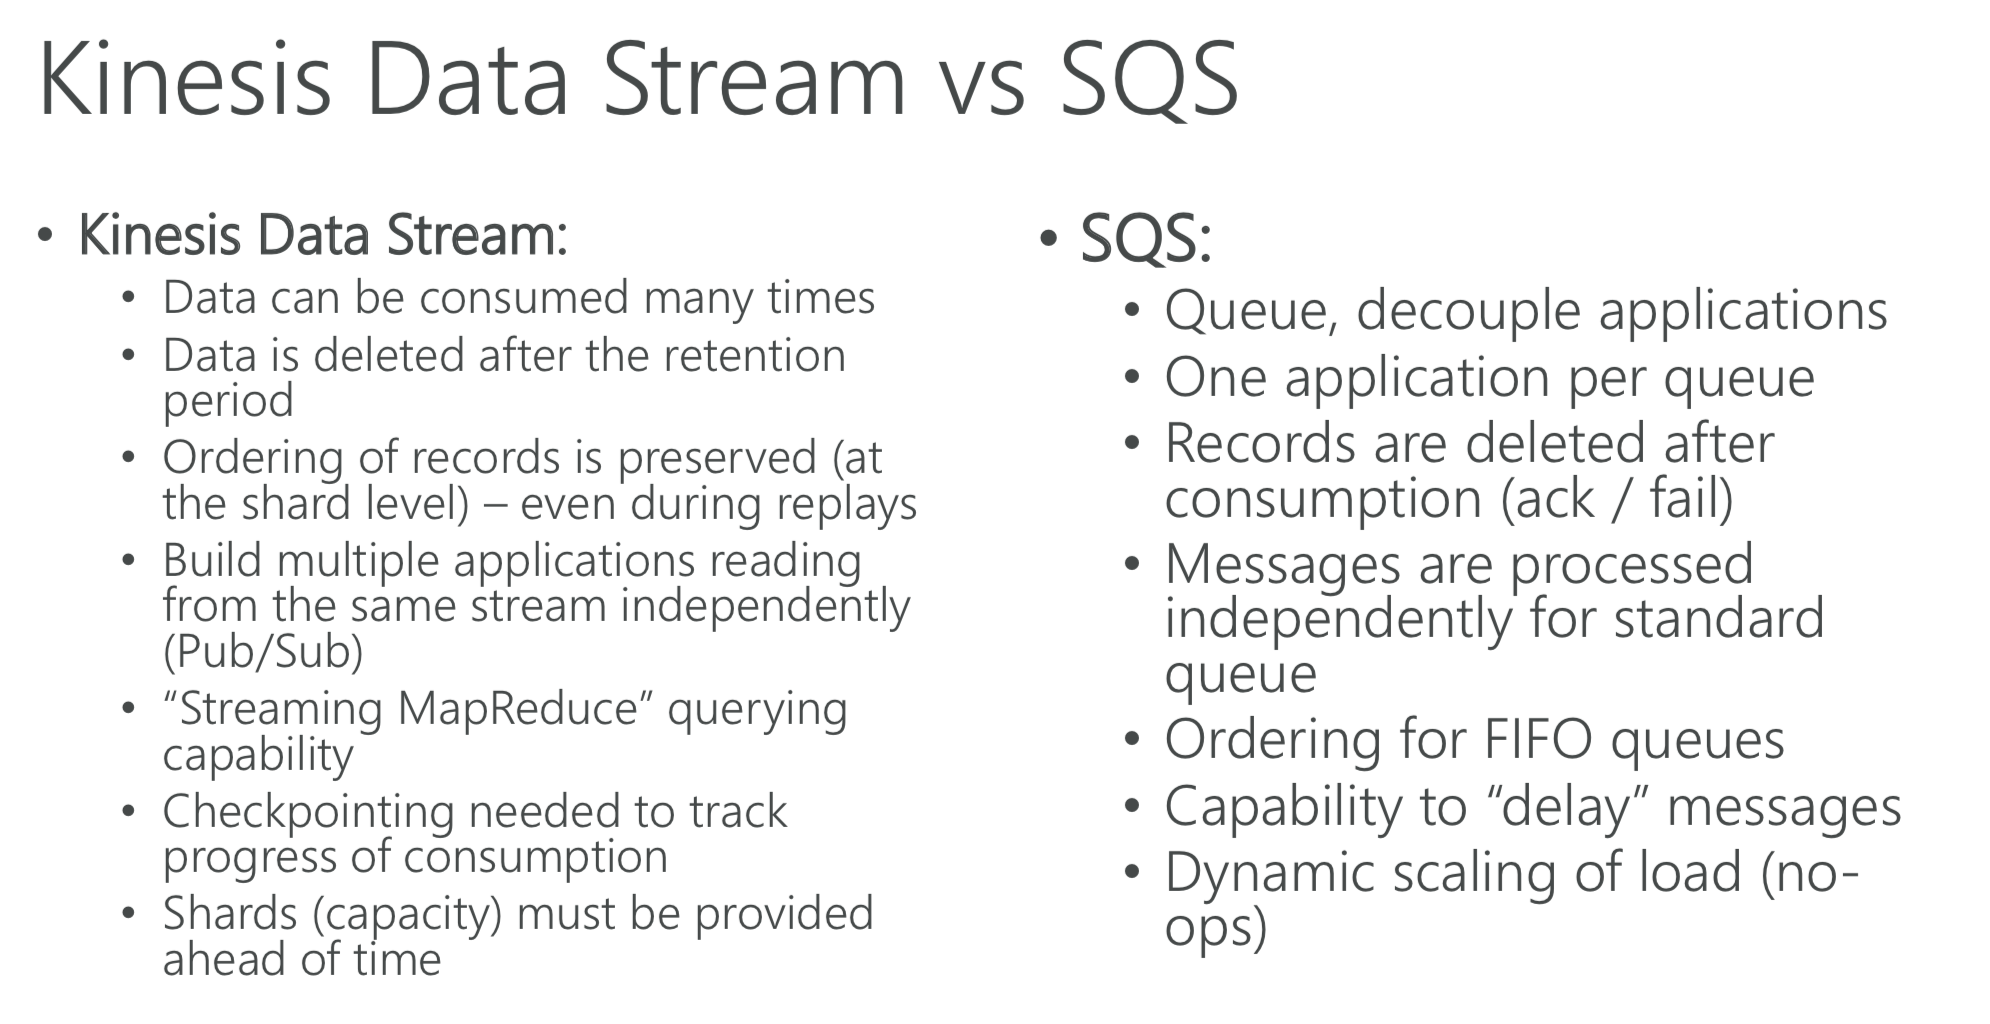 Kinesis Data Stream vs SQS
• Kinesis Data Stream:
• Data can be consumed many times
• Data is deleted after the retention
period
• Ordering of records is preserved (at
the shard level) – even during replays
• Build multiple applications reading
from the same stream independently
(Pub/Sub)
• “Streaming MapReduce” querying
capability
• Checkpointing needed to track
progress of consumption
• Shards (capacity) must be provided
ahead of time
• SQS:
• Queue, decouple applications
• One application per queue
• Records are deleted after
consumption (ack / fail)
• Messages are processed
independently for standard
queue
• Ordering for FIFO queues
• Capability to “delay” messages
• Dynamic scaling of load (no-
ops)